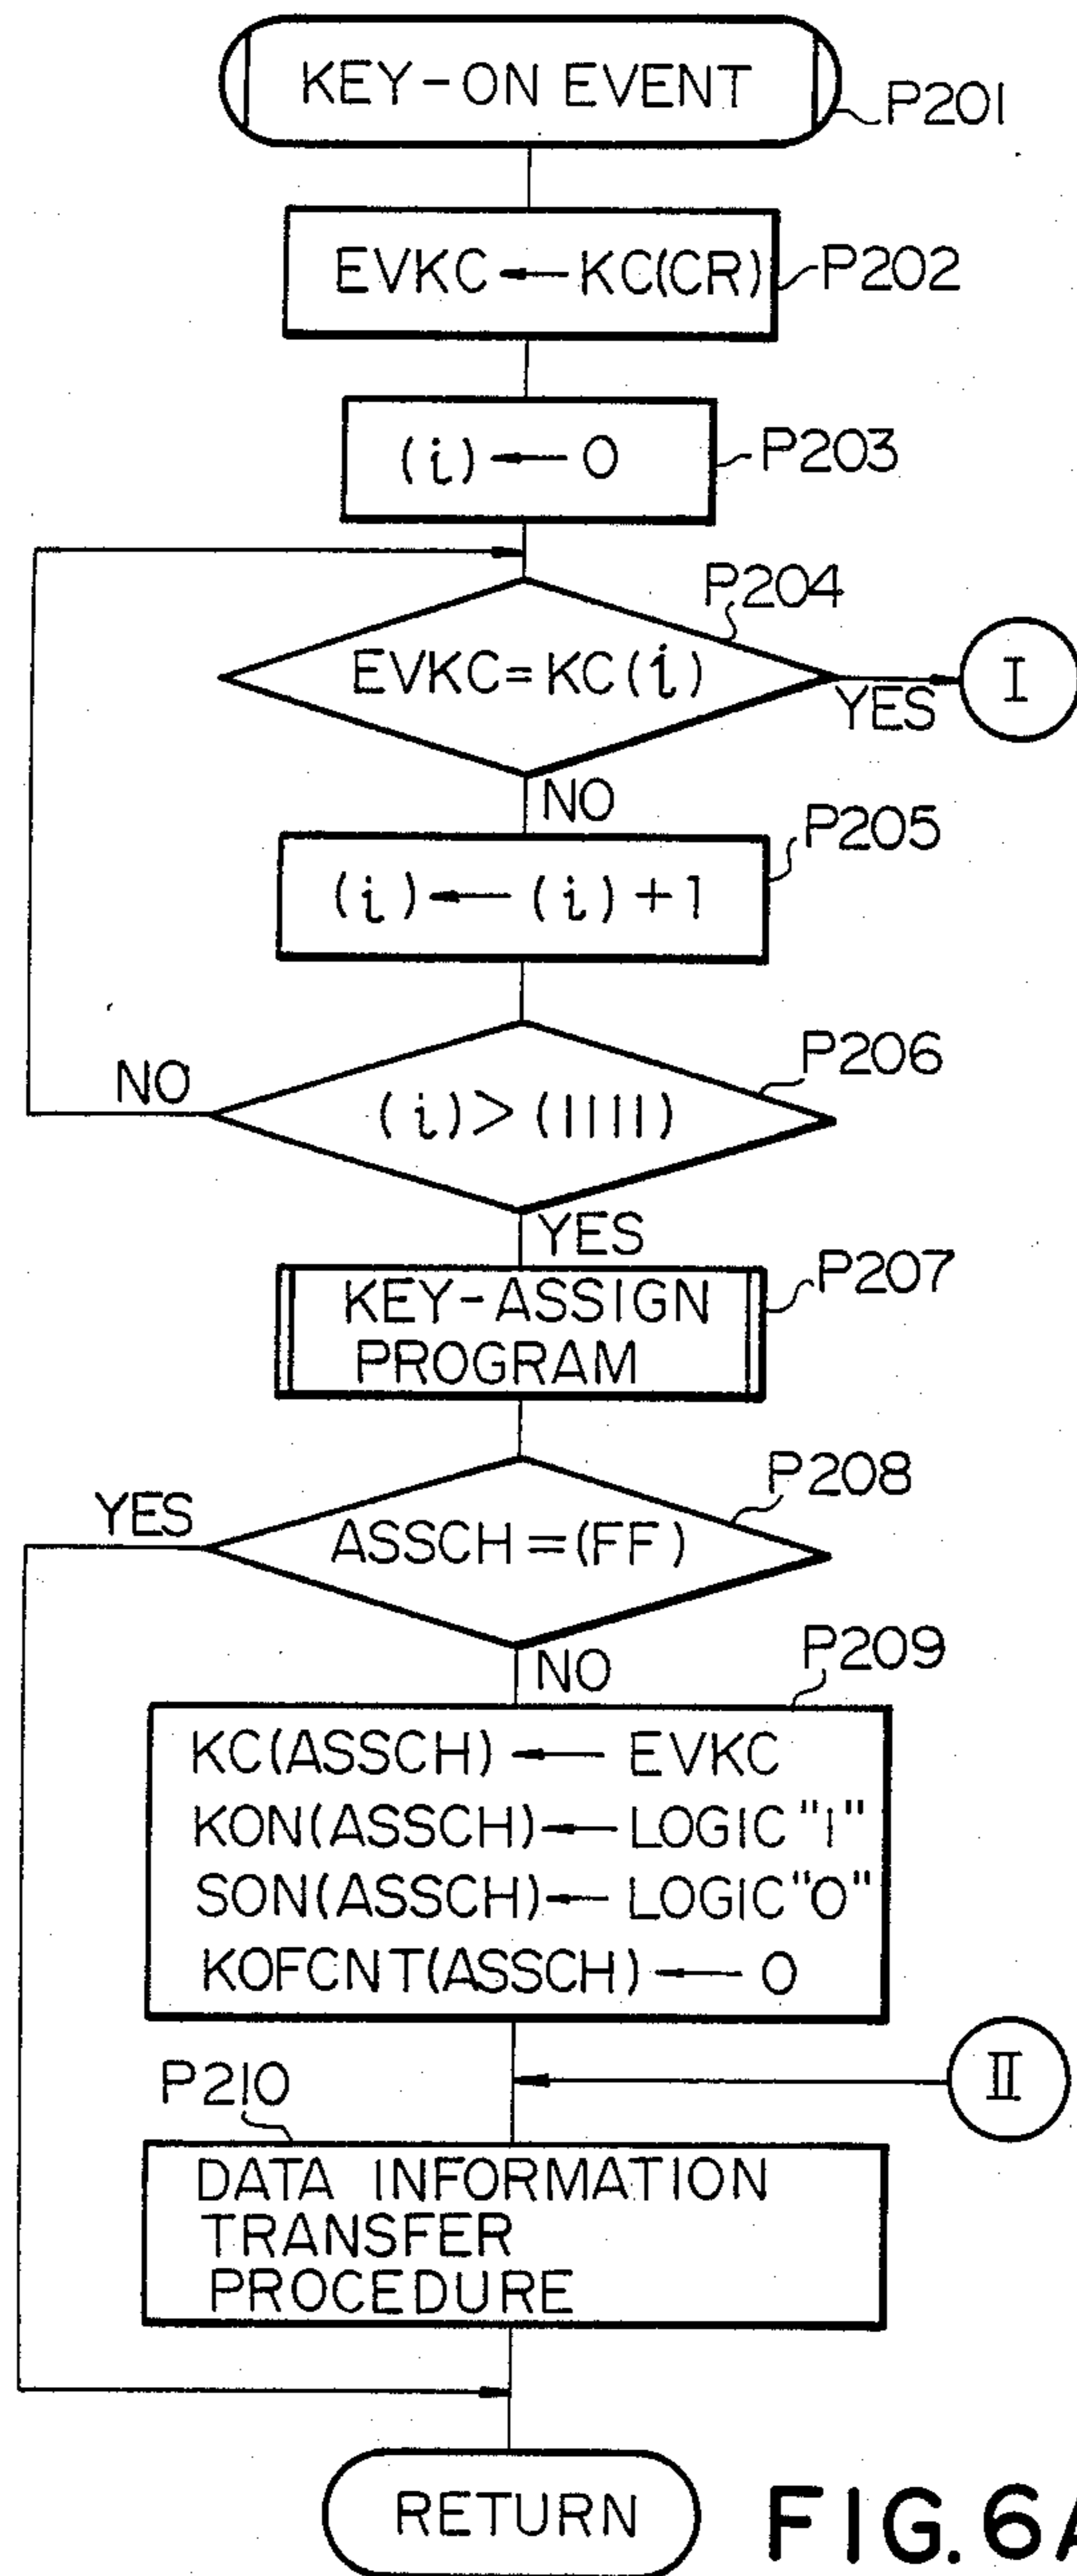 KEY-ON EVENT
P201
EVKC ← KC(CR)
P202
(i) ← 0
P203
P204
EVKC=KC(i)
YES
I
NO
P205
(i) ← (i)+1
P206
NO
(i)>(1111)
YES
P207
KEY-ASSIGN
PROGRAM
P208
YES
ASSCH=(FF)
NO
P209
KC(ASSCH) ← EVKC
KON(ASSCH) ← LOGIC "1"
SON(ASSCH) ← LOGIC "0"
KOFCNT(ASSCH) ← 0
II
P210
DATA INFORMATION
TRANSFER
PROCEDURE
RETURN
FIG. 6A